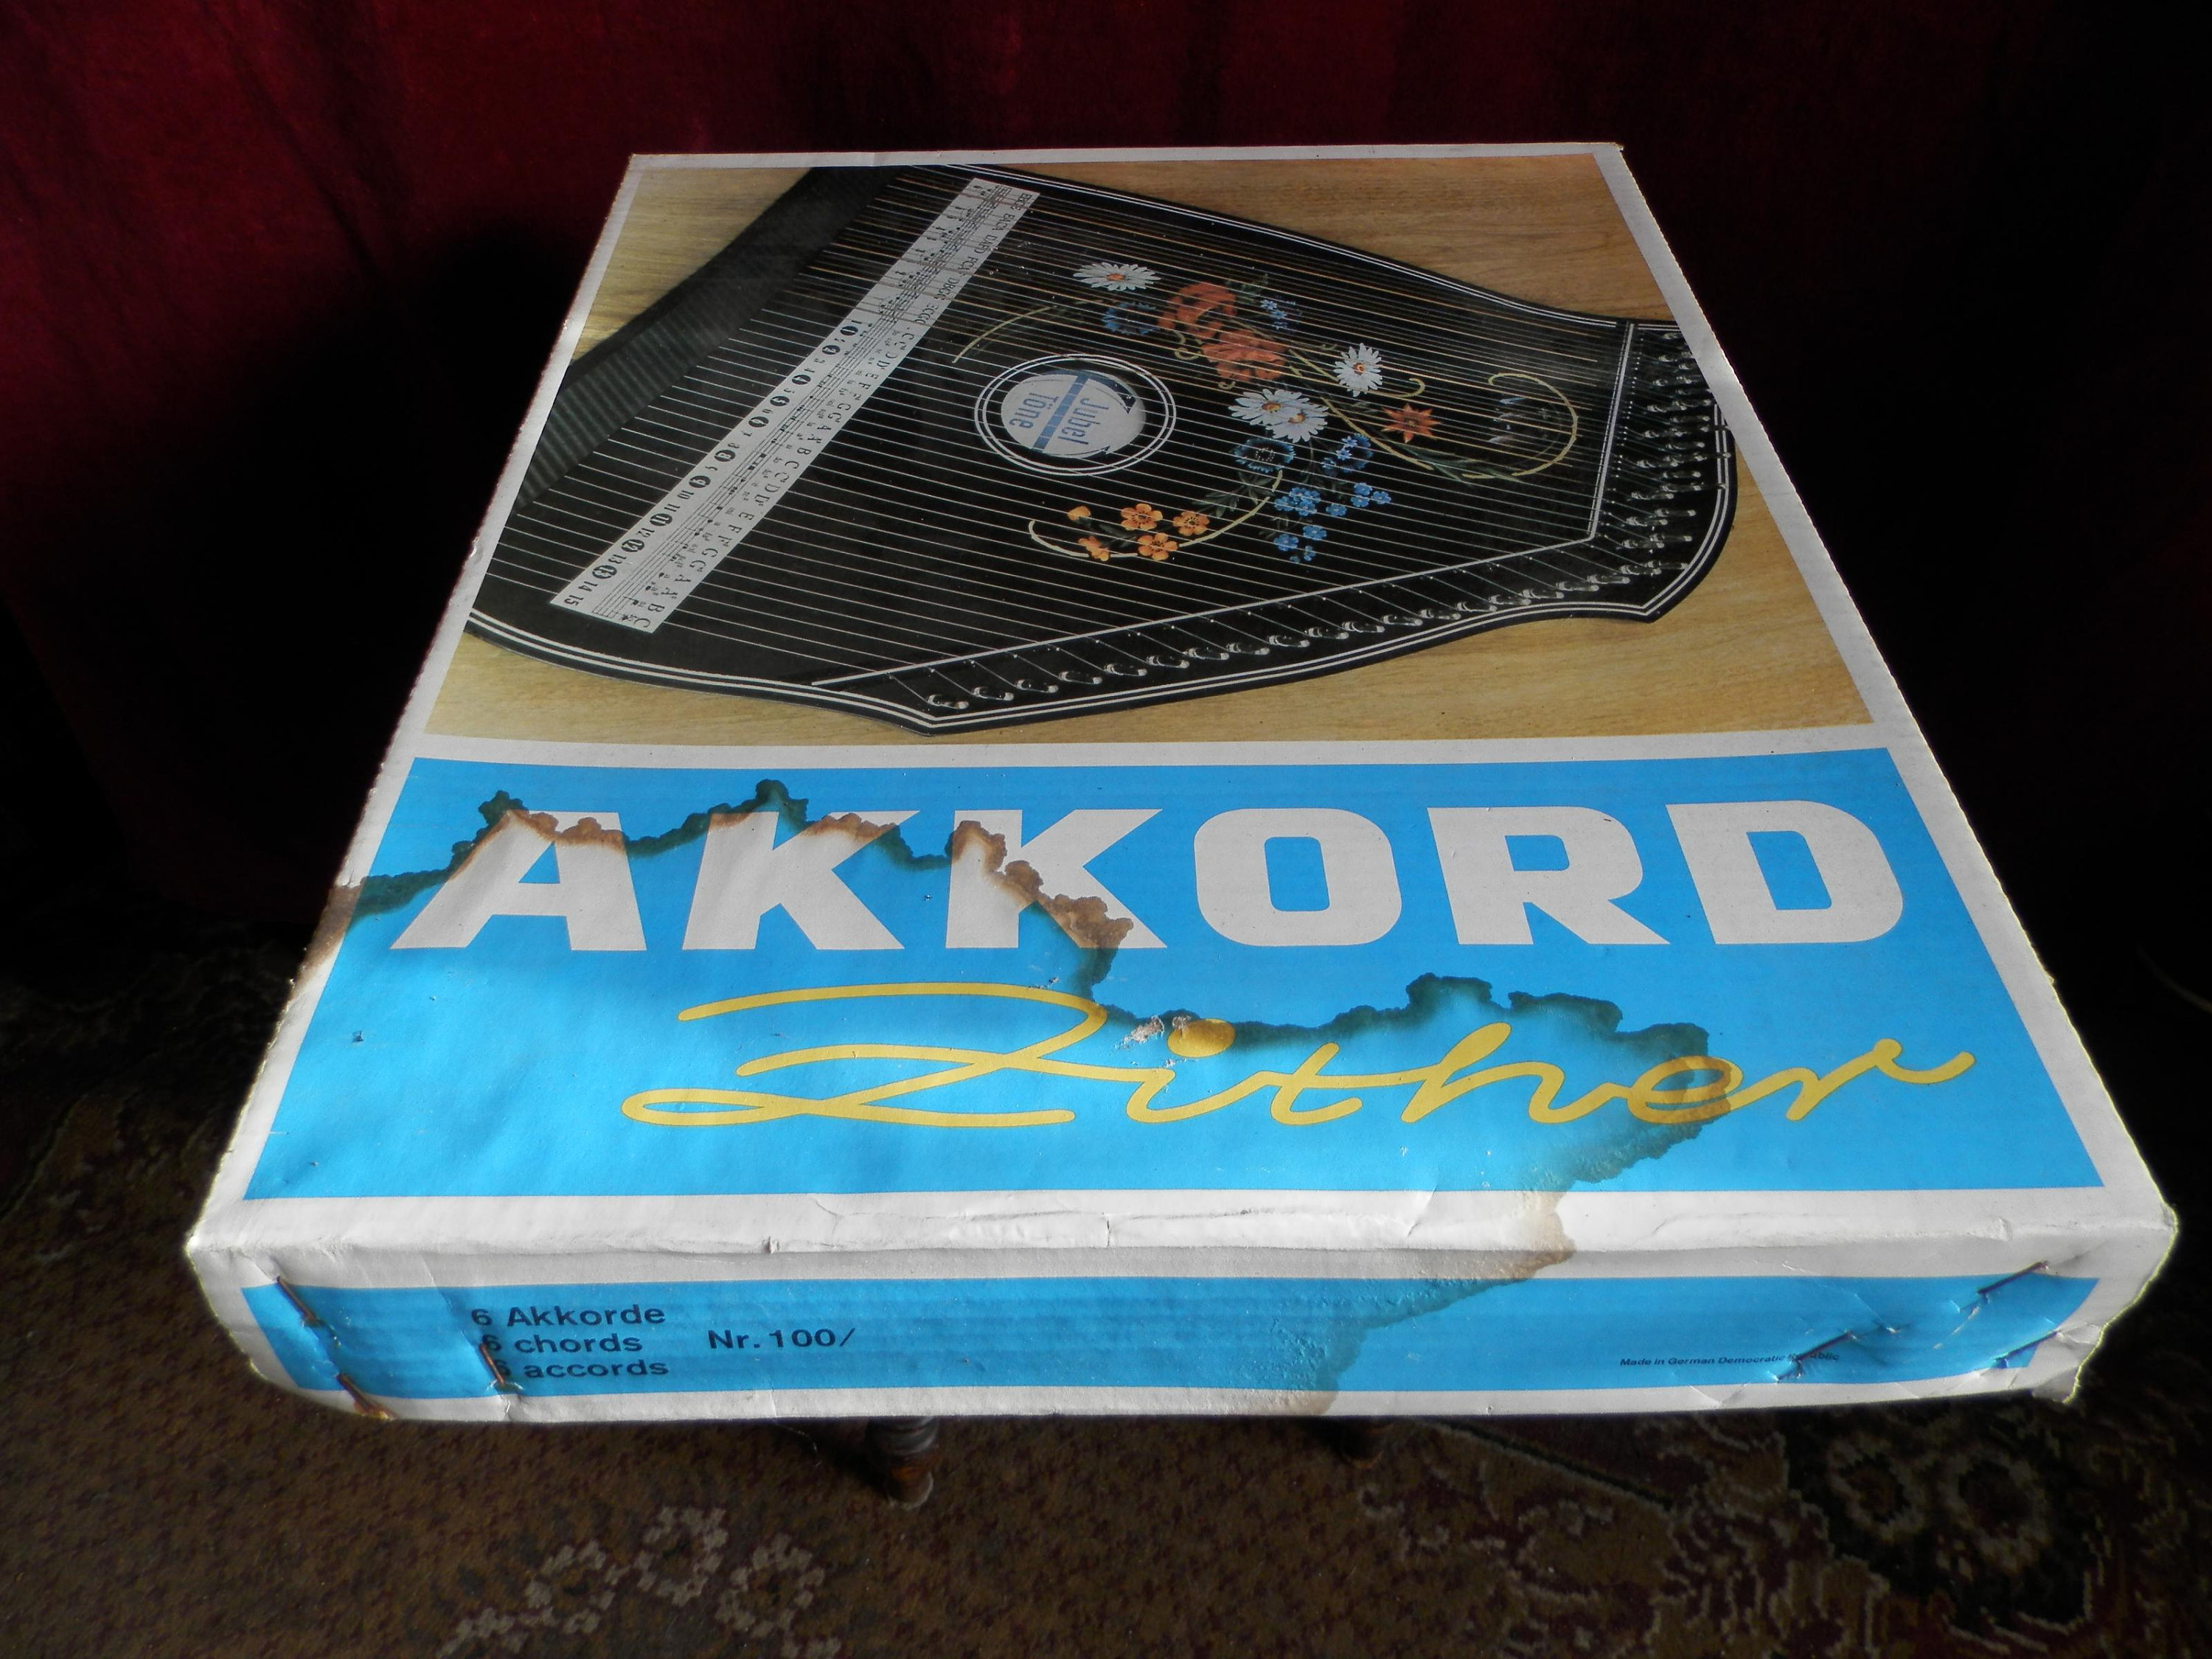 Jubel
Töne
AKKORD
Zither
6 Akkorde
6 chords
6 accords
Nr. 100/
Made in German Democratic Republic